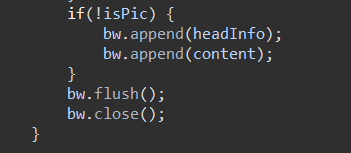 if(!isPic) {
bw.append(headInfo);
bw.append(content);
}
bw.flush();
bw.close();
}